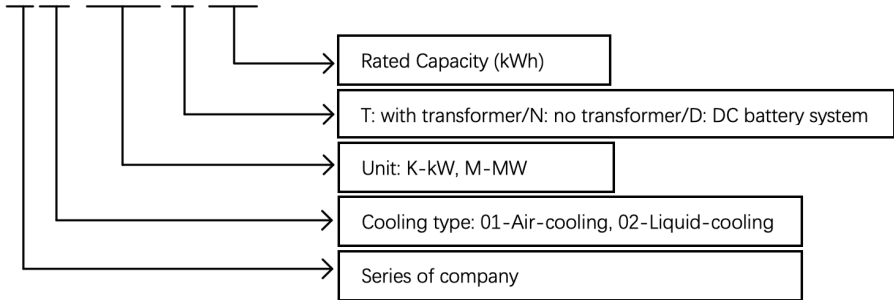 Rated Capacity (kWh)
T: with transformer/N: no transformer/D: DC battery system
Unit: K-kW, M-MW
Cooling type: 01-Air-cooling, 02-Liquid-cooling
Series of company